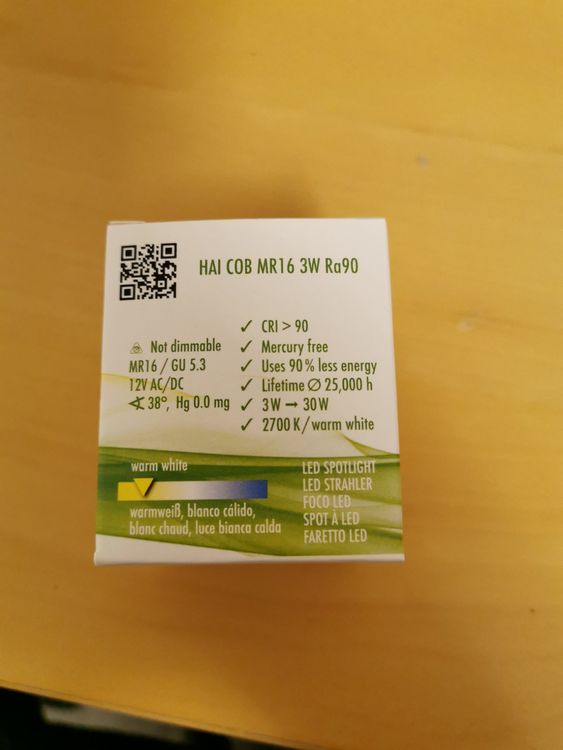 HAI COB MR16 3W Ra90
Not dimmable
MR16 / GU 5.3
12V AC/DC
38°, Hg 0.0 mg
✓ CRI > 90
✓ Mercury free
✓ Uses 90 % less energy
✓ Lifetime Ø 25,000 h
✓ 3 W → 30 W
✓ 2700 K / warm white
warm white
warmweiß, blanco cálido,
blanc chaud, luce bianca calda
LED SPOTLIGHT
LED STRAHLER
FOCO LED
SPOT À LED
FARETTO LED